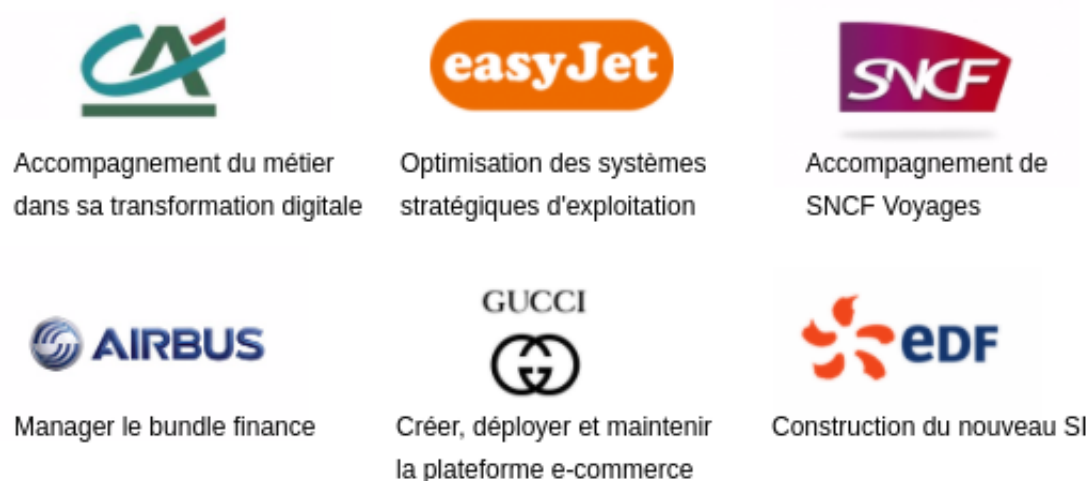 CA
easyJet
SNCF
Accompagnement du métier
dans sa transformation digitale
Optimisation des systèmes
stratégiques d'exploitation
Accompagnement de
SNCF Voyages
AIRBUS
GUCCI
eDF
Manager le bundle finance
Créer, déployer et maintenir
la plateforme e-commerce
Construction du nouveau SI